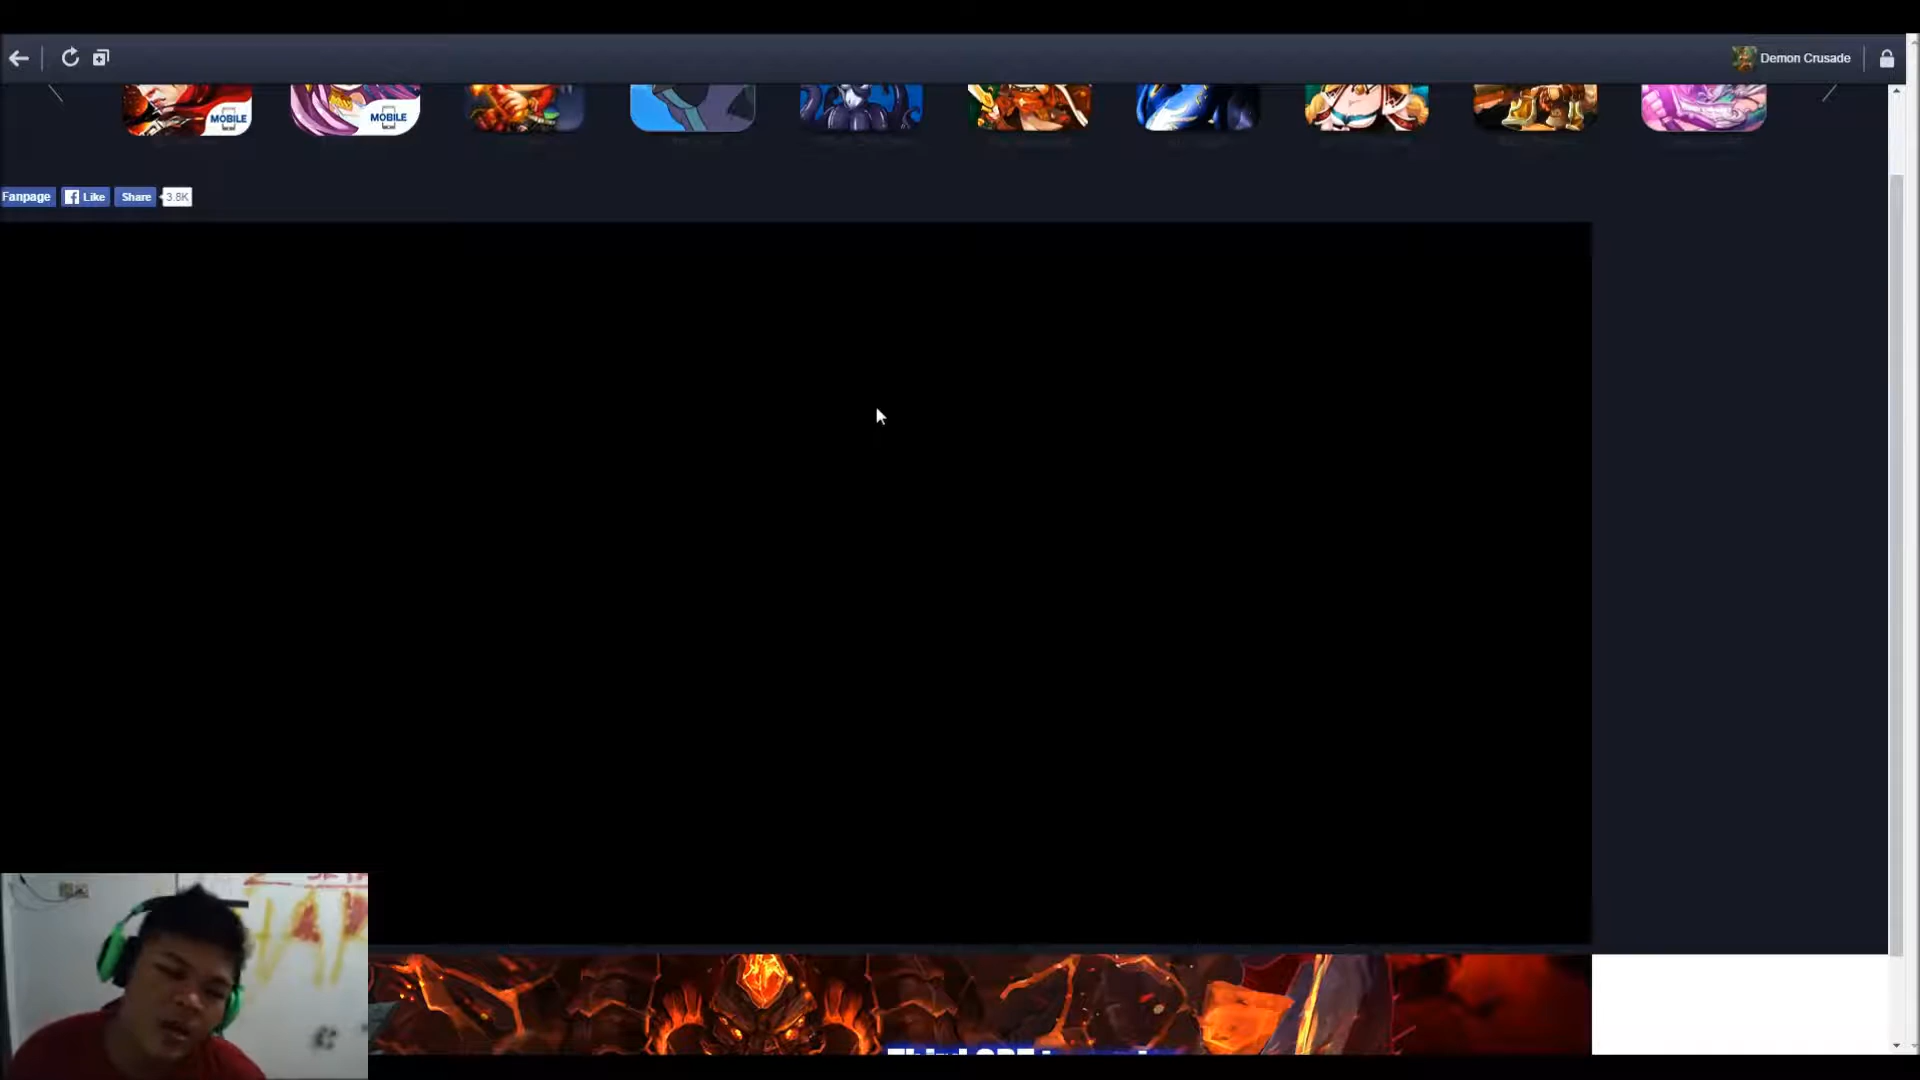 Demon Crusade
MOBILE
MOBILE
Fanpage
Like
Share
3.8K